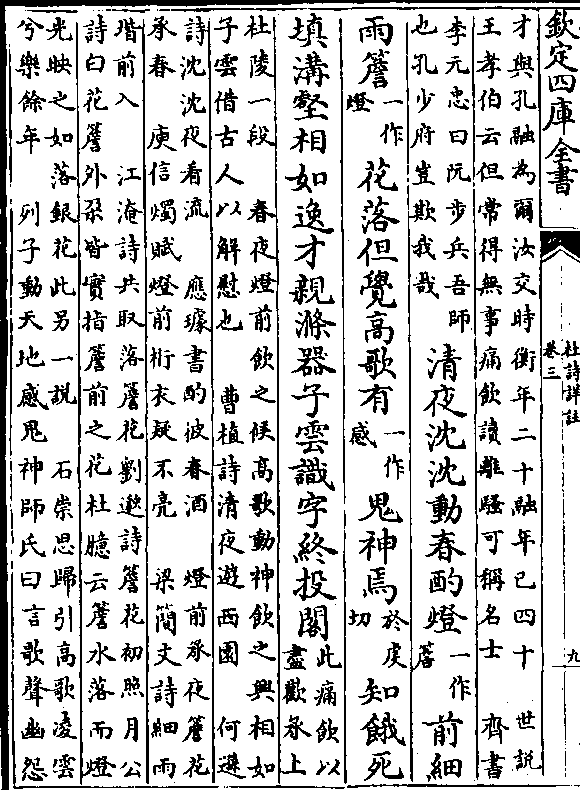 欽定四庫全書
杜詩詳註
卷三
九
才與孔融為爾汝交時衡年二十融年已四十 世說
王孝伯云但常得無事痛飲讀離騷可稱名士 齊書
李元忠曰阮步兵吾師
也孔少府豈欺我哉
清夜沈沈動春酌燈一作簷前細
雨簷一作燈花落但覺高歌有一作感鬼神焉於虔切知餓死
填溝壑相如逸才親滌器子雲識字終投閣此痛飲以盡歡承上
杜陵一段 春夜燈前飲之候高歌動神飲之興相如
子雲借古人以解慰也 曹植詩清夜遊西園 何遜
詩沈沈夜看流 應璩書酌彼春酒 燈前承夜簷花
承春 庾信燭賦燈前桁衣疑不亮 梁簡文詩細雨
堦前入 江淹詩共取落簷花劉邈詩簷花初照月公
詩曰花簷外朶皆實指簷前之花杜臆云簷水落而燈
光映之如落銀花此另一說 石崇思歸引高歌凌雲
兮樂餘年 列子動天地感鬼神師氏曰言歌聲幽怨